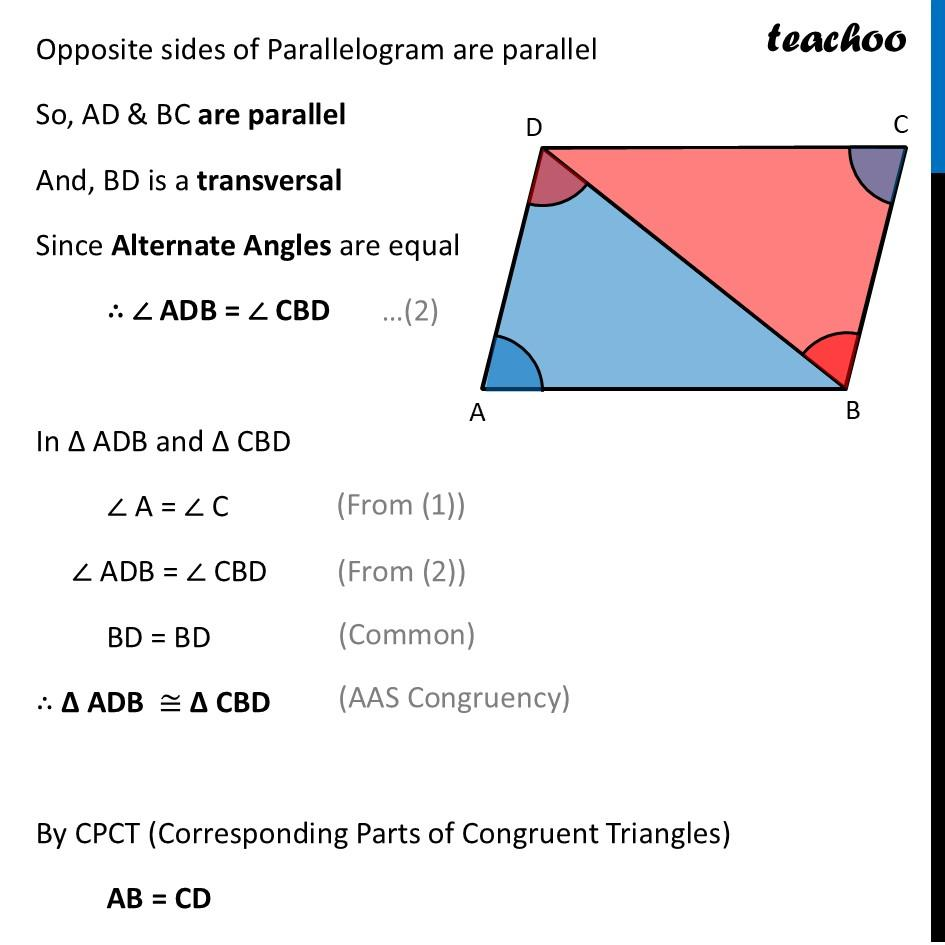 teachoo
Opposite sides of Parallelogram are parallel
So, AD & BC are parallel
And, BD is a transversal
Since Alternate Angles are equal
∴ ∠ ADB = ∠ CBD …(2)
D
C
A
B
In Δ ADB and Δ CBD
∠ A = ∠ C (From (1))
∠ ADB = ∠ CBD (From (2))
BD = BD (Common)
∴ Δ ADB ≅ Δ CBD (AAS Congruency)
By CPCT (Corresponding Parts of Congruent Triangles)
AB = CD